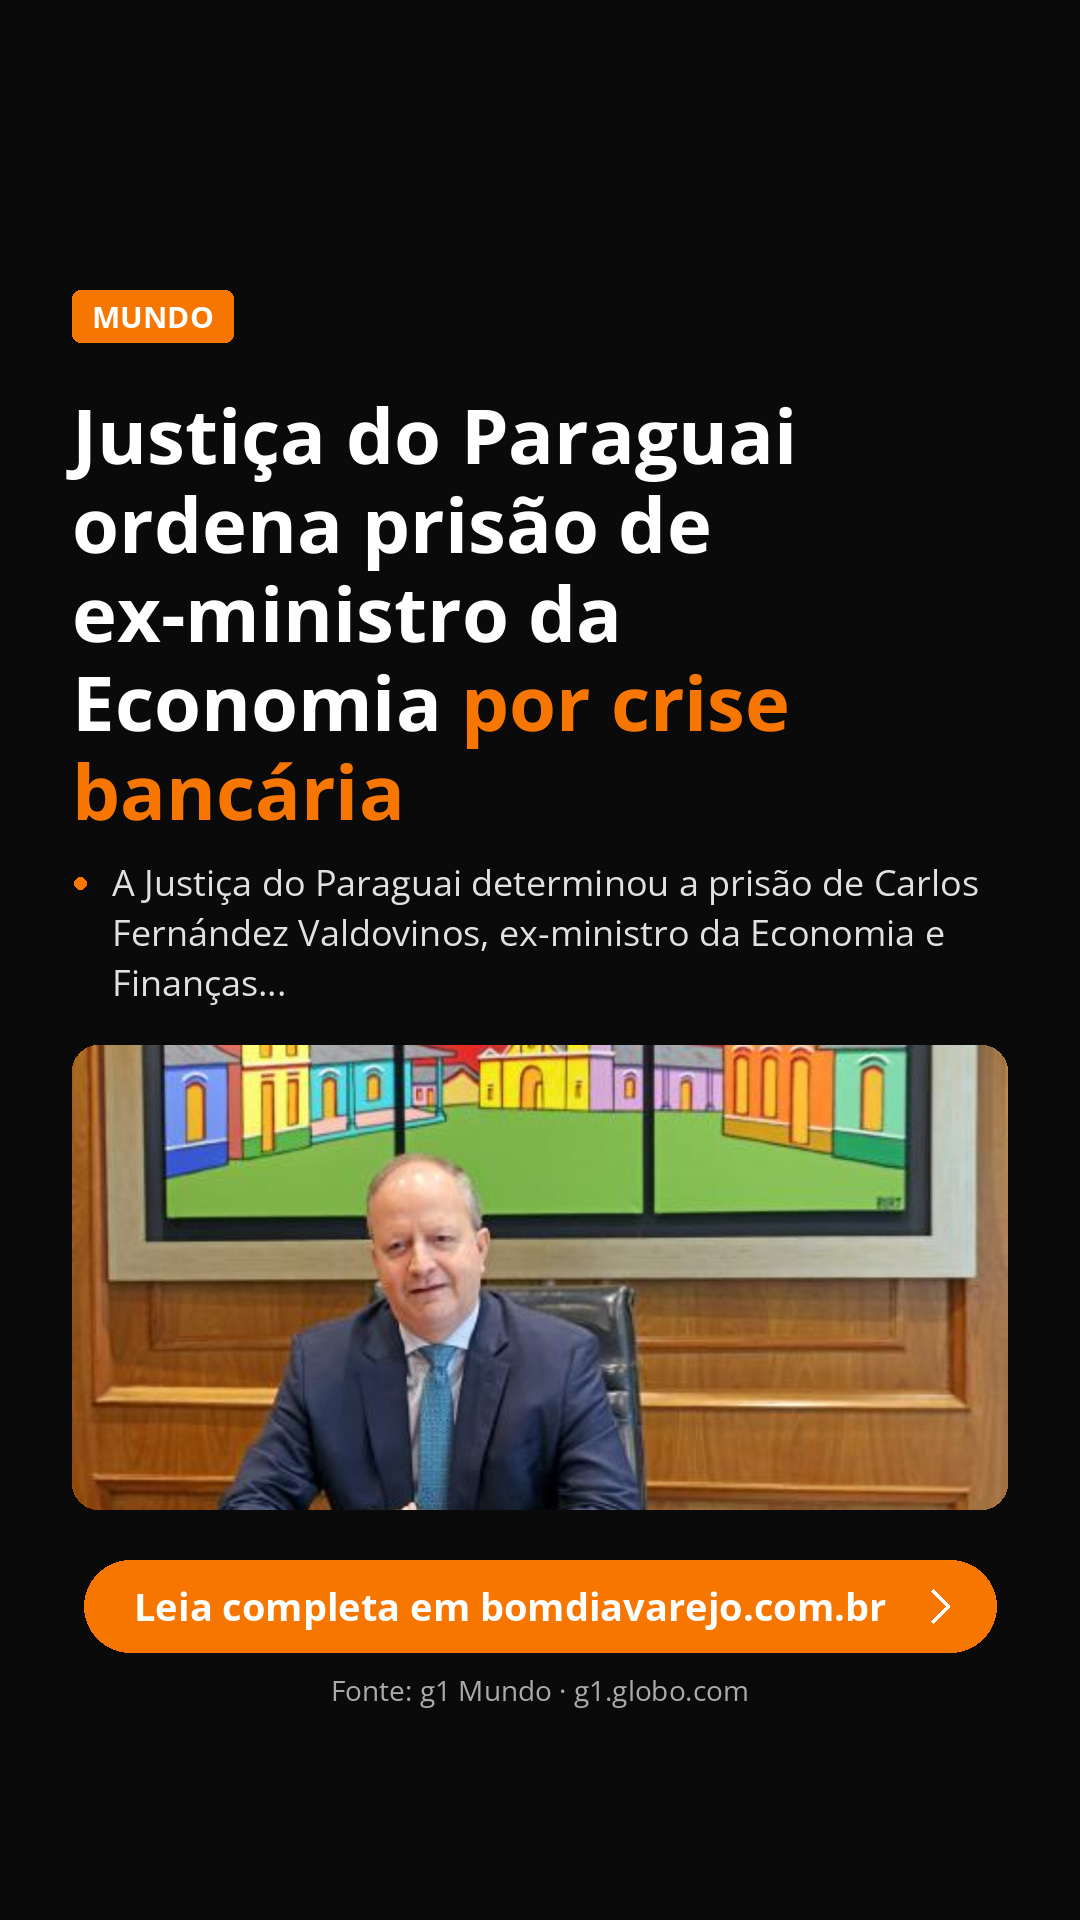 MUNDO
Justiça do Paraguai
ordena prisão de
ex-ministro da
Economia por crise
bancária
A Justiça do Paraguai determinou a prisão de Carlos
Fernández Valdovinos, ex-ministro da Economia e
Finanças...
Leia completa em bomdiavarejo.com.br
Fonte: g1 Mundo · g1.globo.com